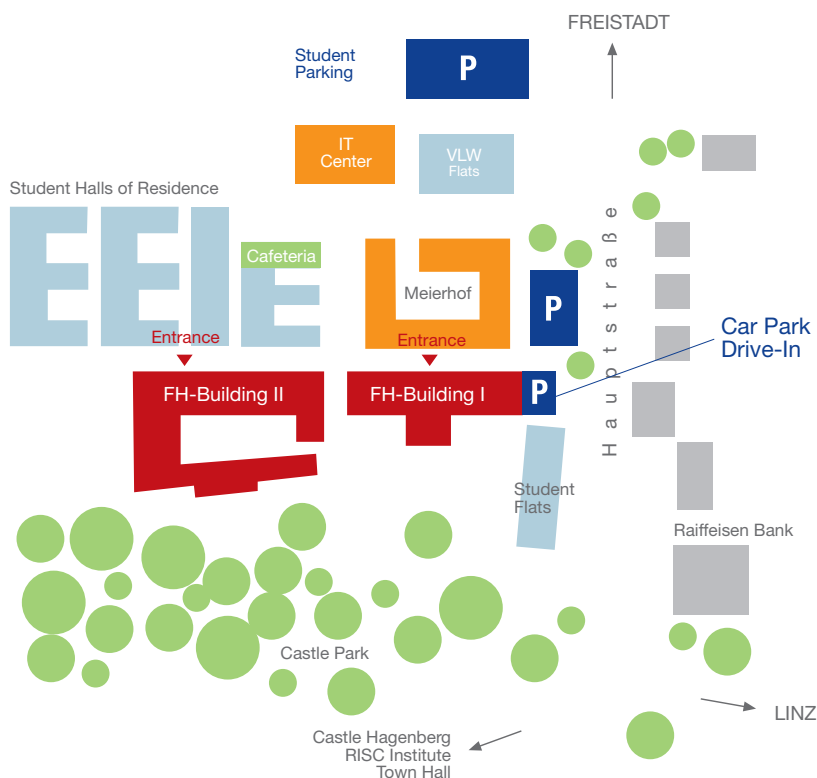 FREISTADT
Student
Parking
P
IT
Center
VLW
Flats
Student Halls of Residence
Cafeteria
Meierhof
P
Hauptstraße
Car Park
Drive-In
Entrance
Entrance
FH-Building II
FH-Building I
P
Student
Flats
Raiffeisen Bank
Castle Park
LINZ
Castle Hagenberg
RISC Institute
Town Hall